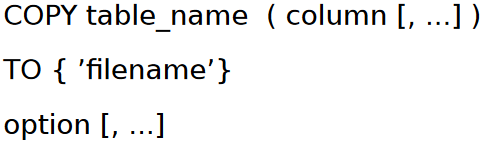 COPY table_name  ( column [, ...] )
TO { ’filename’}
option [, ...]